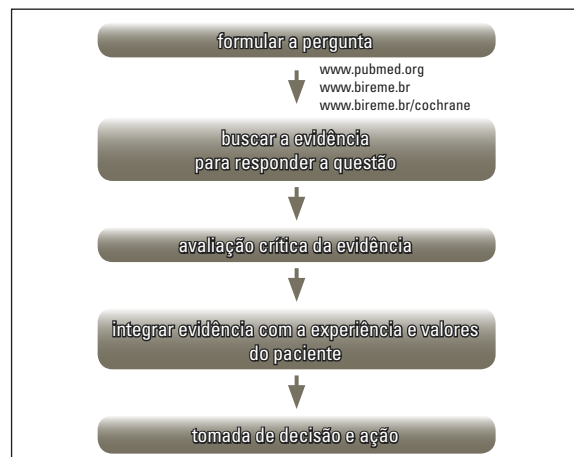 formular a pergunta
www.pubmed.org
www.bireme.br
www.bireme.br/cochrane
buscar a evidência
para responder a questão
avaliação crítica da evidência
integrar evidência com a experiência e valores
do paciente
tomada de decisão e ação